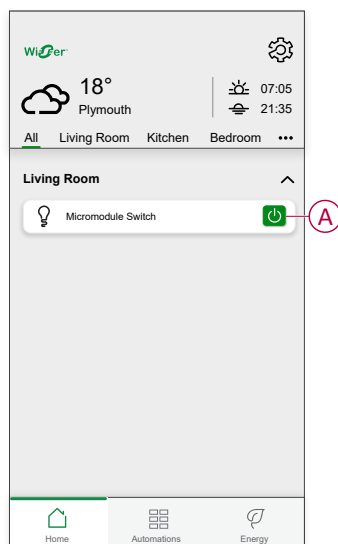 Wiser
18°
Plymouth
07:05
21:35
All Living Room Kitchen Bedroom •••
Living Room
Micromodule Switch
A
Home Automations Energy